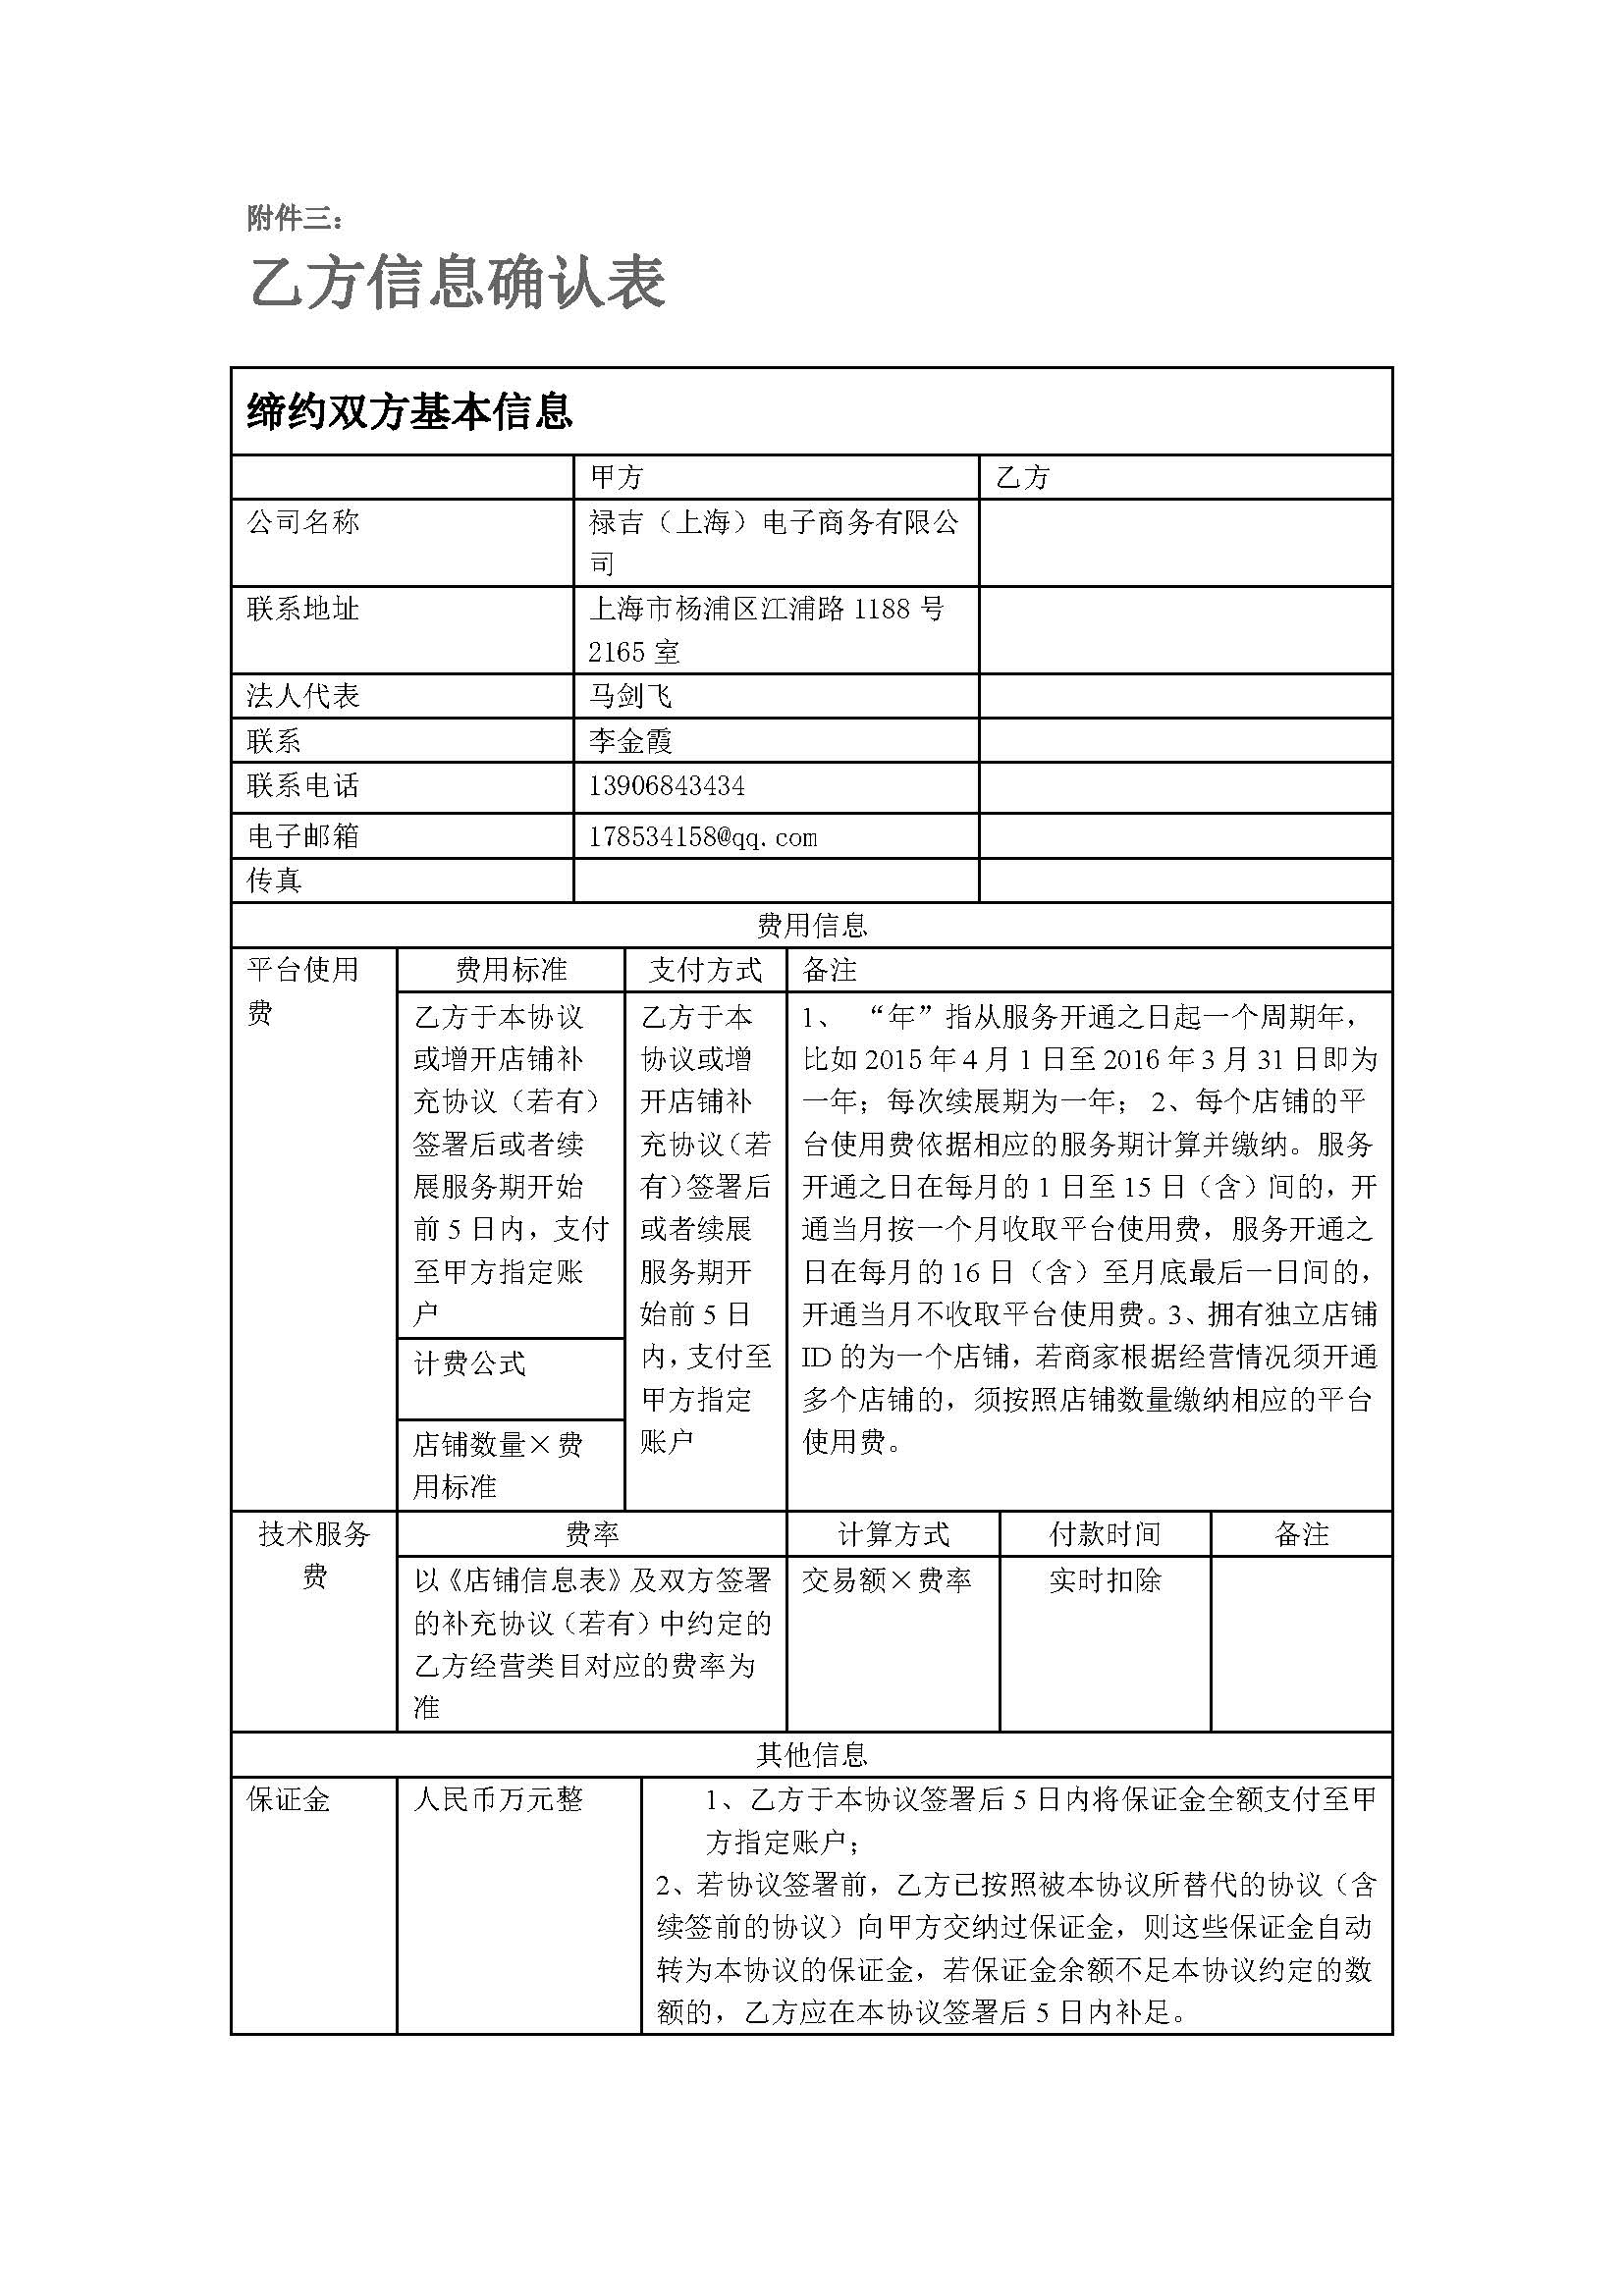 附件三：
乙方信息确认表
缔约双方基本信息
甲方
乙方
公司名称
禄吉（上海）电子商务有限公
司
联系地址
上海市杨浦区江浦路 1188 号
2165 室
法人代表
马剑飞
联系
李金霞
联系电话
13906843434
电子邮箱
178534158@qq.com
传真
费用信息
平台使用
费
费用标准
支付方式
备注
乙方于本协议
或增开店铺补
充协议（若有）
签署后或者续
展服务期开始
前 5 日内，支付
至甲方指定账
户
计费公式
店铺数量×费
用标准
乙方于本
协议或增
开店铺补
充协议（若
有）签署后
或者续展
服务期开
始前 5 日
内，支付至
甲方指定
账户
1、 “年”指从服务开通之日起一个周期年，
比如 2015 年 4 月 1 日至 2016 年 3 月 31 日即为
一年；每次续展期为一年； 2、每个店铺的平
台使用费依据相应的服务期计算并缴纳。服务
开通之日在每月的 1 日至 15 日（含）间的，开
通当月按一个月收取平台使用费，服务开通之
日在每月的 16 日（含）至月底最后一日间的，
开通当月不收取平台使用费。3、拥有独立店铺
ID 的为一个店铺，若商家根据经营情况须开通
多个店铺的，须按照店铺数量缴纳相应的平台
使用费。
技术服务
费
费率
计算方式
付款时间
备注
以《店铺信息表》及双方签署
的补充协议（若有）中约定的
乙方经营类目对应的费率为
准
交易额×费率
实时扣除
其他信息
保证金
人民币万元整
1、乙方于本协议签署后 5 日内将保证金全额支付至甲
方指定账户；
2、若协议签署前，乙方已按照被本协议所替代的协议（含
续签前的协议）向甲方交纳过保证金，则这些保证金自动
转为本协议的保证金，若保证金余额不足本协议约定的数
额的，乙方应在本协议签署后 5 日内补足。